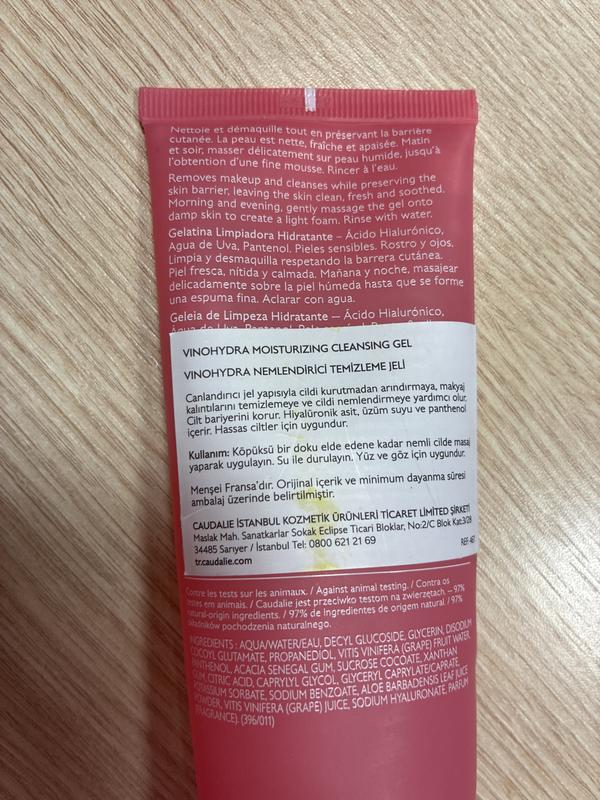 Nettoie et démaquille tout en préservant la barrière
cutanée. La peau est nette, fraîche et apaisée. Matin
et soir, masser délicatement sur peau humide, jusqu'à
l'obtention d'une fine mousse. Rincer à l'eau.
Removes makeup and cleanses while preserving the
skin barrier, leaving the skin clean, fresh and soothed.
Morning and evening, gently massage the gel onto
damp skin to create a light foam. Rinse with water.
Gelatina Limpiadora Hidratante – Ácido Hialurónico,
Agua de Uva, Pantenol. Pieles sensibles. Rostro y ojos.
Limpia y desmaquilla respetando la barrera cutánea.
Piel fresca, nítida y calmada. Mañana y noche, masajear
delicadamente sobre la piel húmeda hasta que se forme
una espuma fina. Aclarar con agua.
Geleia de Limpeza Hidratante — Ácido Hialurónico,
Água de Uva, Pantenol.
VINOHYDRA MOISTURIZING CLEANSING GEL
VINOHYDRA NEMLENDİRİCİ TEMİZLEME JELİ
Canlandırıcı jel yapısıyla cildi kurutmadan arındırmaya, makyaj
kalıntılarını temizlemeye ve cildi nemlendirmeye yardımcı olur.
Cilt bariyerini korur. Hiyalüronik asit, üzüm suyu ve panthenol
içerir. Hassas ciltler için uygundur.
Kullanım: Köpüksü bir doku elde edene kadar nemli cilde masaj
yaparak uygulayın. Su ile durulayın. Yüz ve göz için uygundur.
Menşei Fransa'dır. Orijinal içerik ve minimum dayanma süresi
ambalaj üzerinde belirtilmiştir.
CAUDALIE İSTANBUL KOZMETİK ÜRÜNLERİ TİCARET LİMİTED ŞİRKETİ
Maslak Mah. Sanatkarlar Sokak Eclipse Ticari Bloklar, No:2/C Blok Kat:3/28
34485 Sarıyer / İstanbul Tel: 0800 621 21 69 REF:
tr.caudalie.com
Contre les tests sur les animaux. / Against animal testing. / Contra os
testes em animais. / Caudalie jest przeciwko testom na zwierzętach. – 97%
natural-origin ingredients. / 97% de ingredientes de origem natural. / 97%
składników pochodzenia naturalnego.
INGREDIENTS : AQUA/WATER/EAU, DECYL GLUCOSIDE, GLYCERIN, DISODIUM
COCOYL GLUTAMATE, PROPANEDIOL, VITIS VINIFERA (GRAPE) FRUIT WATER,
PANTHENOL, ACACIA SENEGAL GUM, SUCROSE COCOATE, XANTHAN
GUM, CITRIC ACID, CAPRYLYL GLYCOL, GLYCERYL CAPRYLATE/CAPRATE,
POTASSIUM SORBATE, SODIUM BENZOATE, ALOE BARBADENSIS LEAF JUICE
POWDER, VITIS VINIFERA (GRAPE) JUICE, SODIUM HYALURONATE, PARFUM
(FRAGRANCE). (396/011)